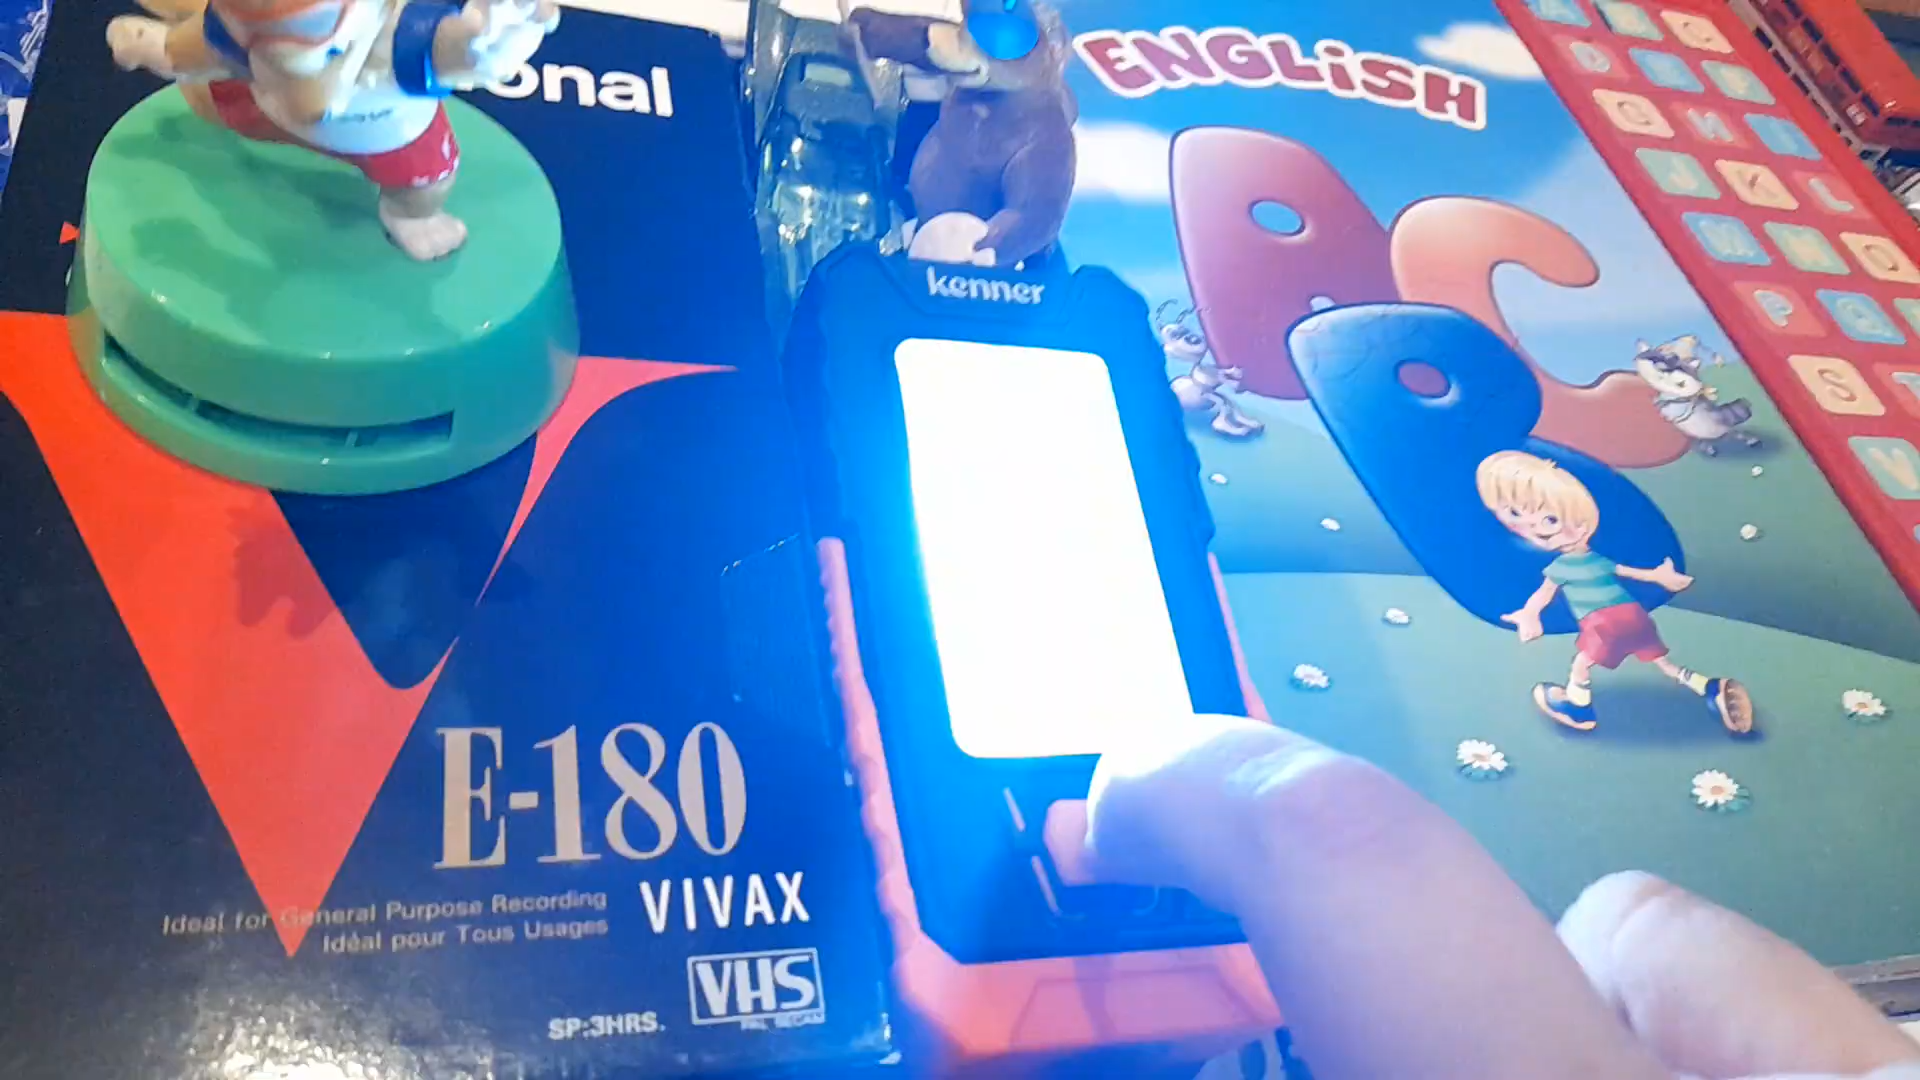 onal
kenner
ENGLiSH
A
B
C
E-180
Ideal for General Purpose Recording
Idéal pour Tous Usages
VIVAX
VHS
SP:3HRS.
C
F
G
H
I
J
K
L
M
N
O
P
Q
S
T
V